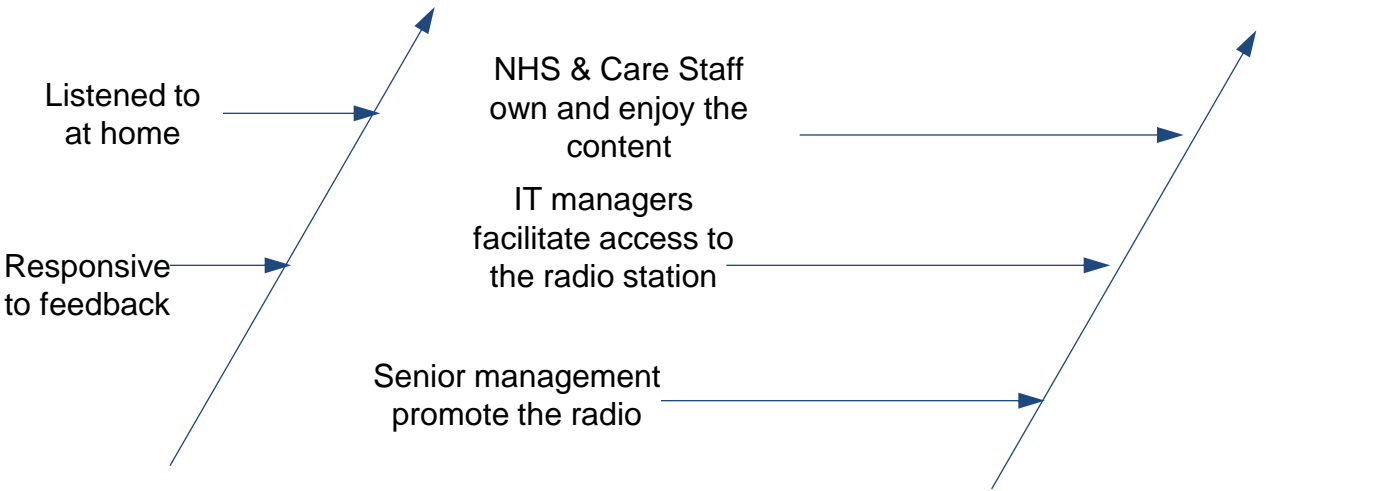 Listened to
at home
Responsive
to feedback
NHS & Care Staff
own and enjoy the
content
IT managers
facilitate access to
the radio station
Senior management
promote the radio